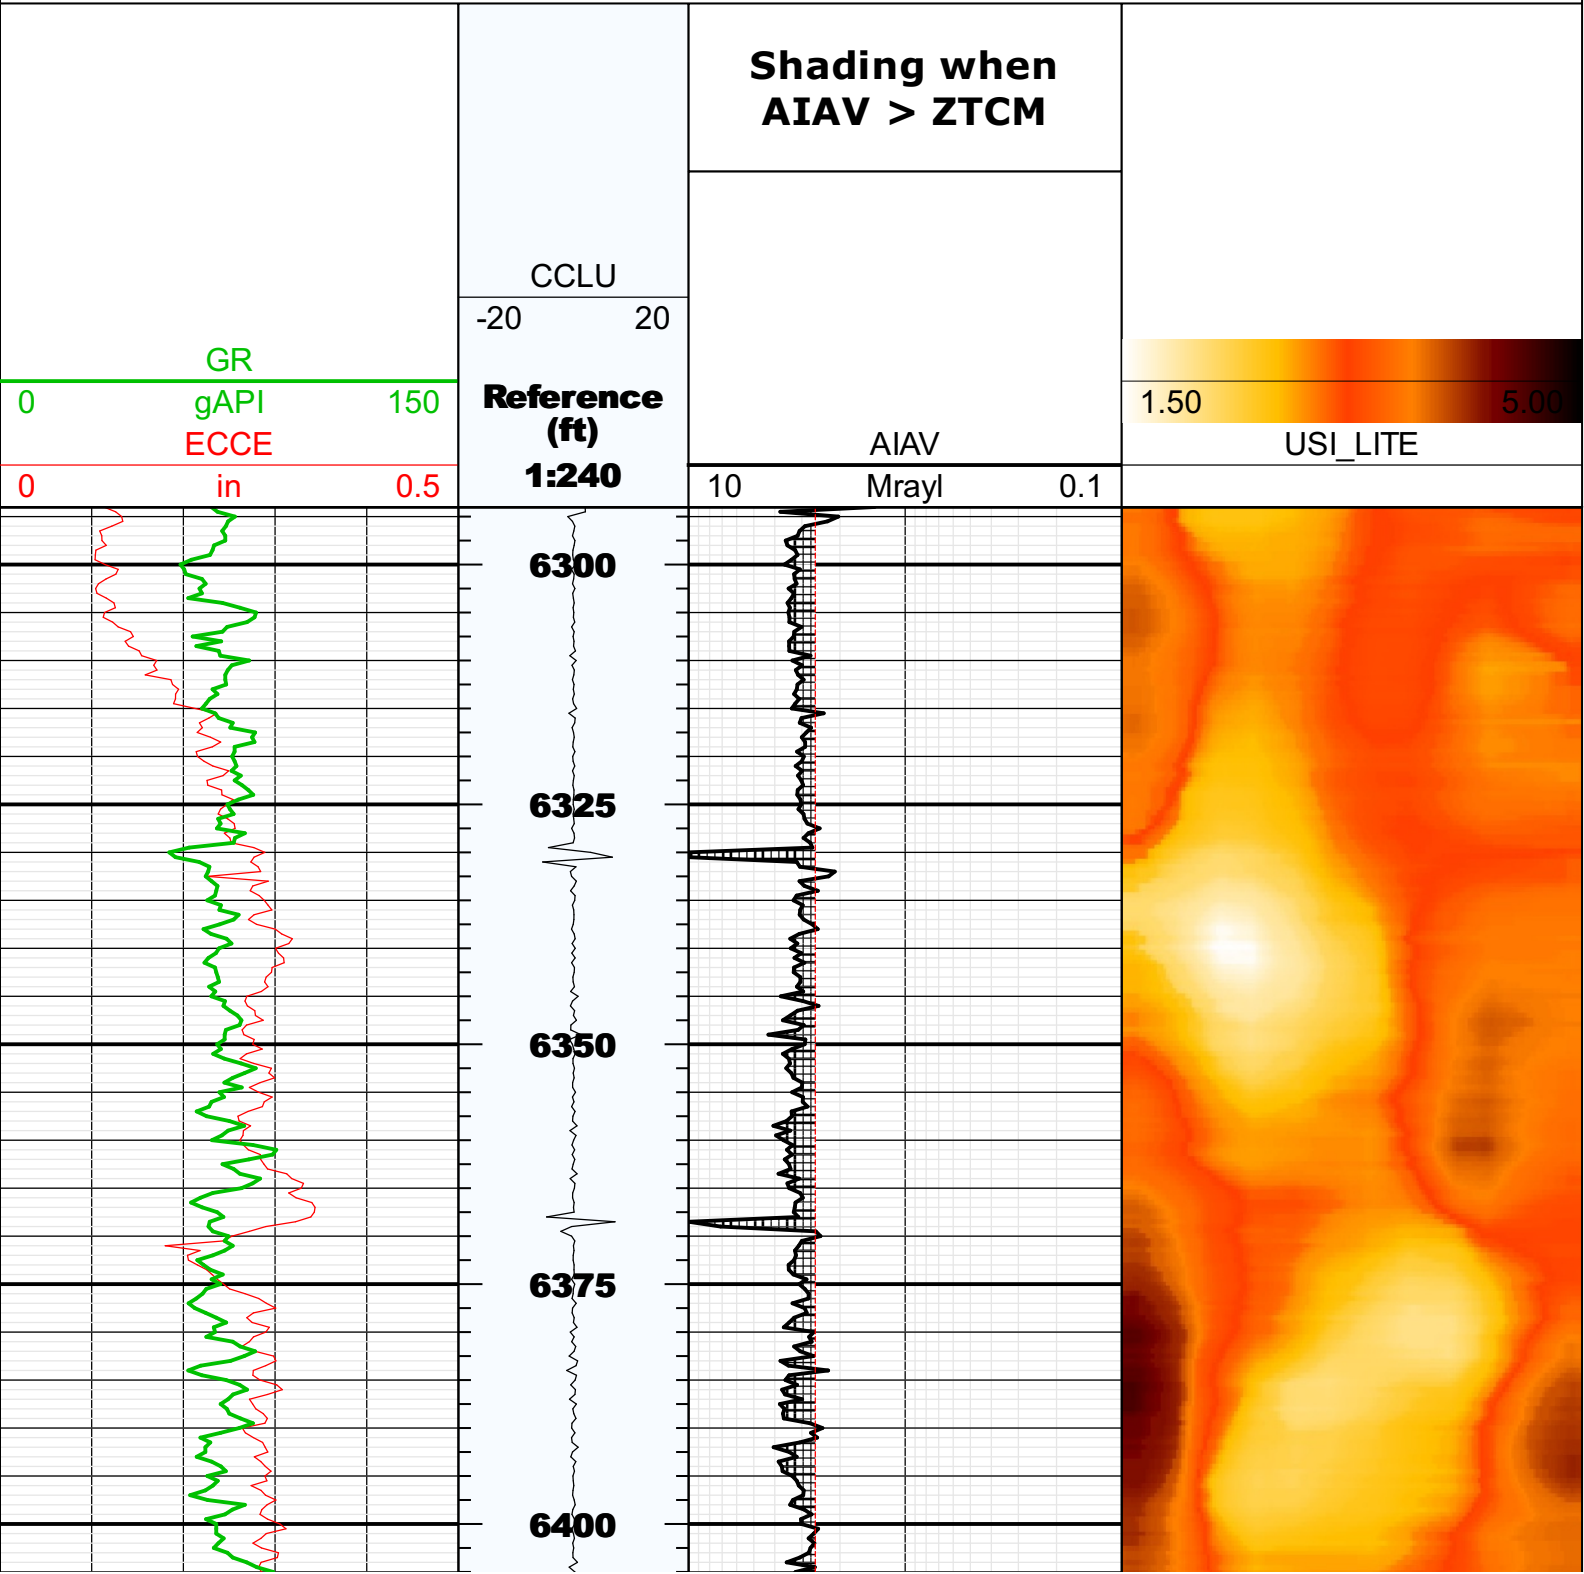 Shading when
AIAV > ZTCM
CCLU
-20 20
GR
0 gAPI 150
ECCE
0 in 0.5
Reference
(ft)
1:240
AIAV
10 Mrayl 0.1
1.50 5.00
USI_LITE
6300
6325
6350
6375
6400